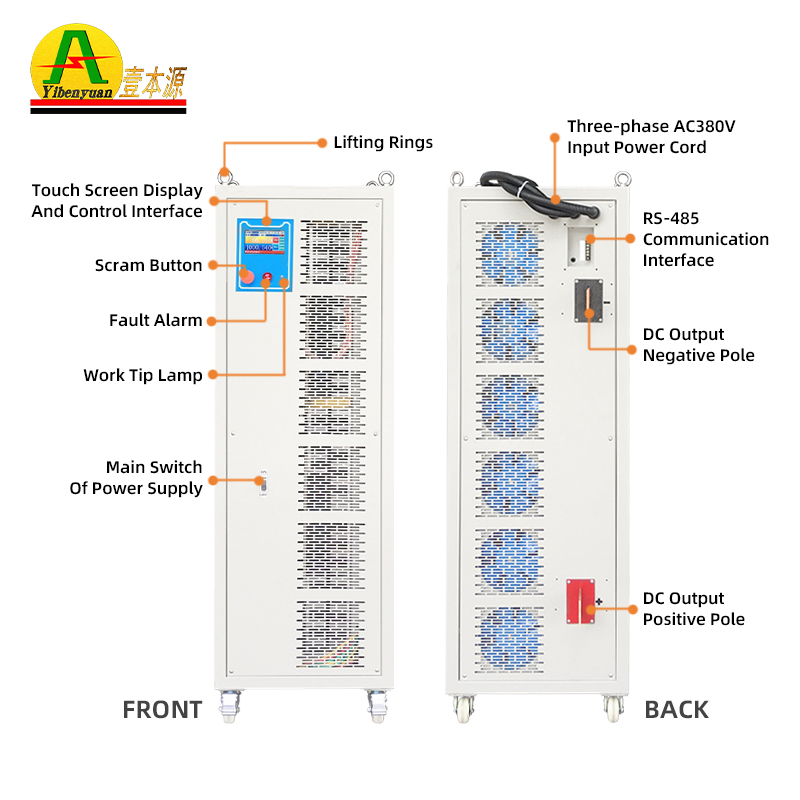 A
Yibenyuan
壹本源
Lifting Rings
Touch Screen Display
And Control Interface
Scram Button
Fault Alarm
Work Tip Lamp
Main Switch
Of Power Supply
FRONT
Three-phase AC380V
Input Power Cord
RS-485
Communication
Interface
DC Output
Negative Pole
+
DC Output
Positive Pole
BACK